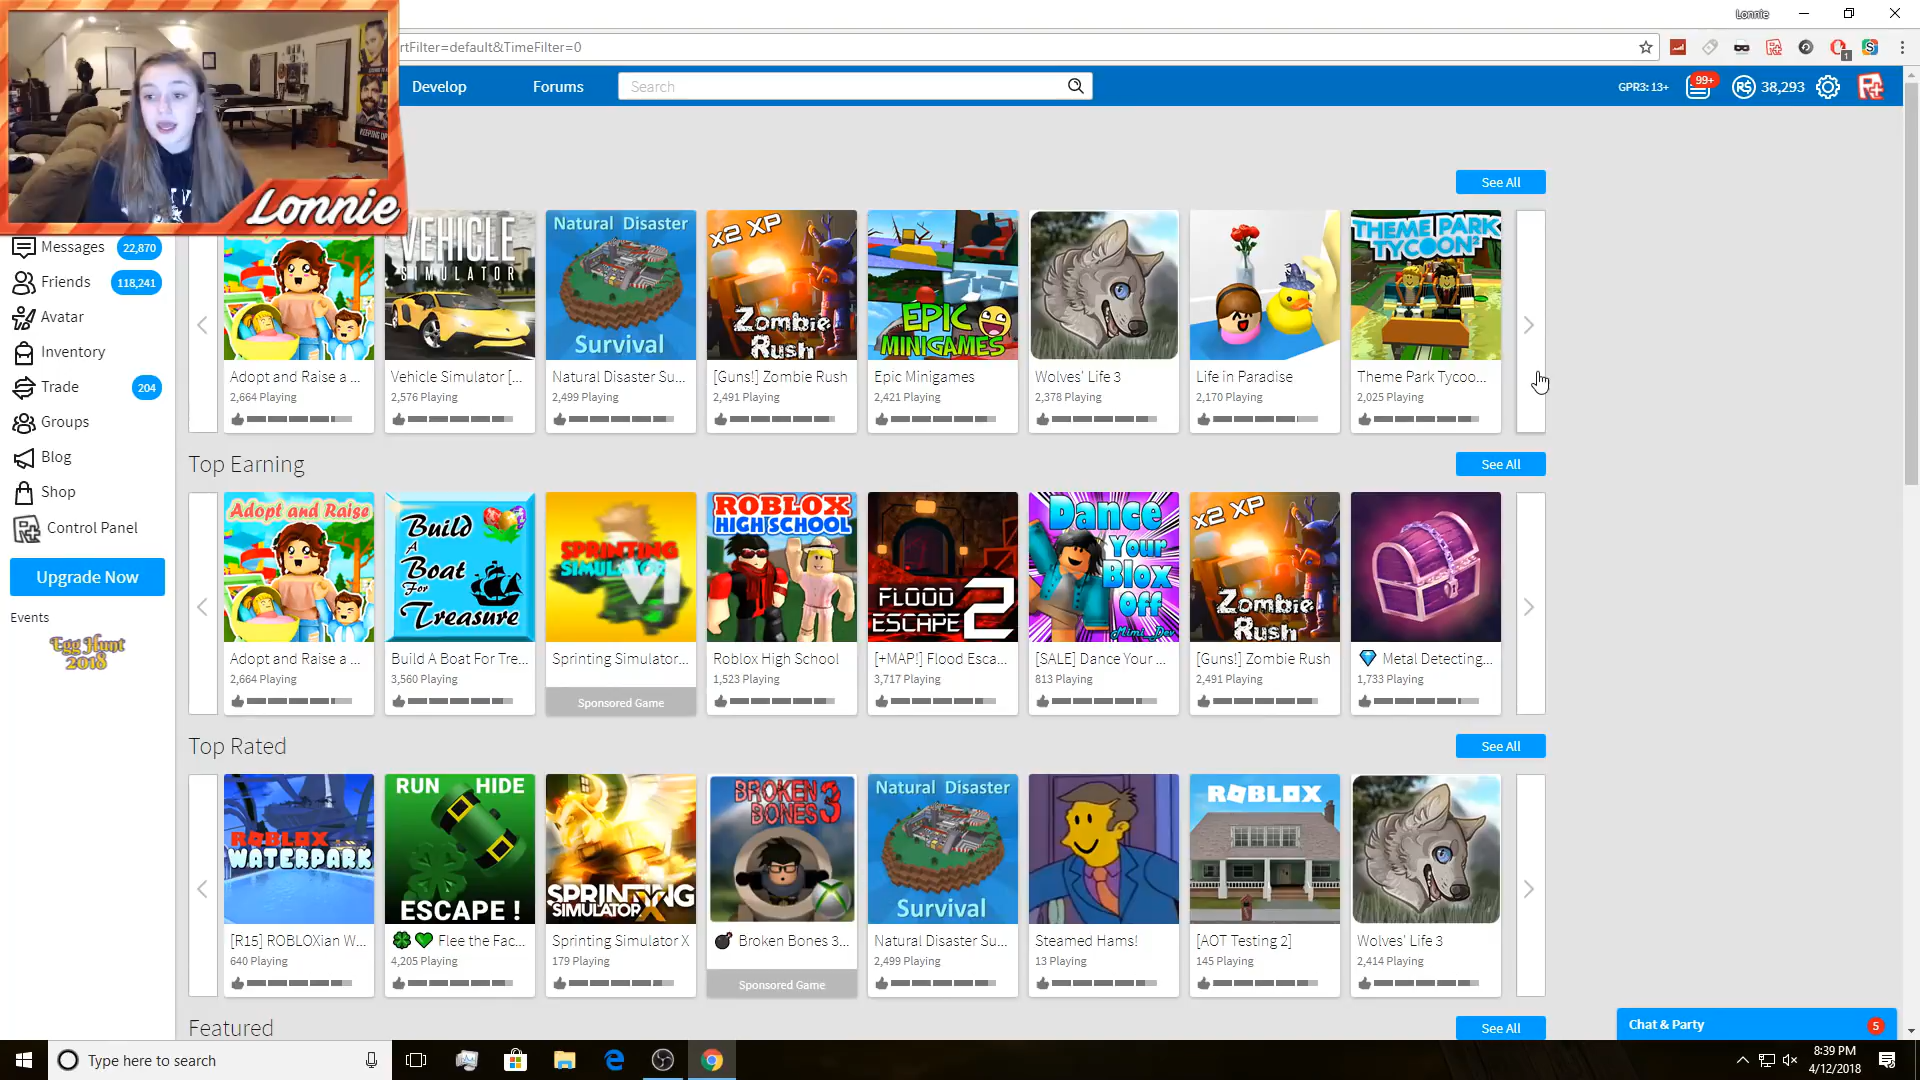 Lonnie
rtFilter=default&TimeFilter=0
1
Develop
Forums
Search
GPR3: 13+
99+
R$ 38,293
R+
KEEPING UP
Lonnie
See All
Messages 22,870
Friends 118,241
Avatar
Inventory
Trade 204
Groups
Blog
Shop
Control Panel
Upgrade Now
Events
Egg Hunt
2018
VEHICLE
SIMULATOR
Natural Disaster
Survival
x2 XP
Zombie
Rush
EPIC
MINIGAMES
THEME PARK
TYCOON2
Adopt and Raise a ...
2,664 Playing
Vehicle Simulator [...
2,576 Playing
Natural Disaster Su...
2,499 Playing
[Guns!] Zombie Rush
2,491 Playing
Epic Minigames
2,421 Playing
Wolves' Life 3
2,378 Playing
Life in Paradise
2,170 Playing
Theme Park Tycoo...
2,025 Playing
Top Earning
See All
Adopt and Raise
Build
A
Boat
For
Treasure
SPRINTING
SIMULATOR
ROBLOX
HIGH SCHOOL
FLOOD
ESCAPE 2
Dance
Your
Blox
Off
Mimi_Dev
x2 XP
Zombie
Rush
Adopt and Raise a ...
2,664 Playing
Build A Boat For Tre...
3,560 Playing
Sprinting Simulator...
Sponsored Game
Roblox High School
1,523 Playing
[+MAP!] Flood Esca...
3,717 Playing
[SALE] Dance Your ...
813 Playing
[Guns!] Zombie Rush
2,491 Playing
💎 Metal Detecting...
1,733 Playing
Top Rated
See All
ROBLOX
WATERPARK
RUN HIDE
ESCAPE !
SPRINTING
SIMULATOR X
BROKEN
BONES 3
Natural Disaster
Survival
ROBLOX
[R15] ROBLOXian W...
640 Playing
🍀💚 Flee the Fac...
4,205 Playing
Sprinting Simulator X
179 Playing
💣 Broken Bones 3...
Sponsored Game
Natural Disaster Su...
2,499 Playing
Steamed Hams!
13 Playing
[AOT Testing 2]
145 Playing
Wolves' Life 3
2,414 Playing
Featured
See All
Chat & Party 5
Type here to search
8:39 PM
4/12/2018